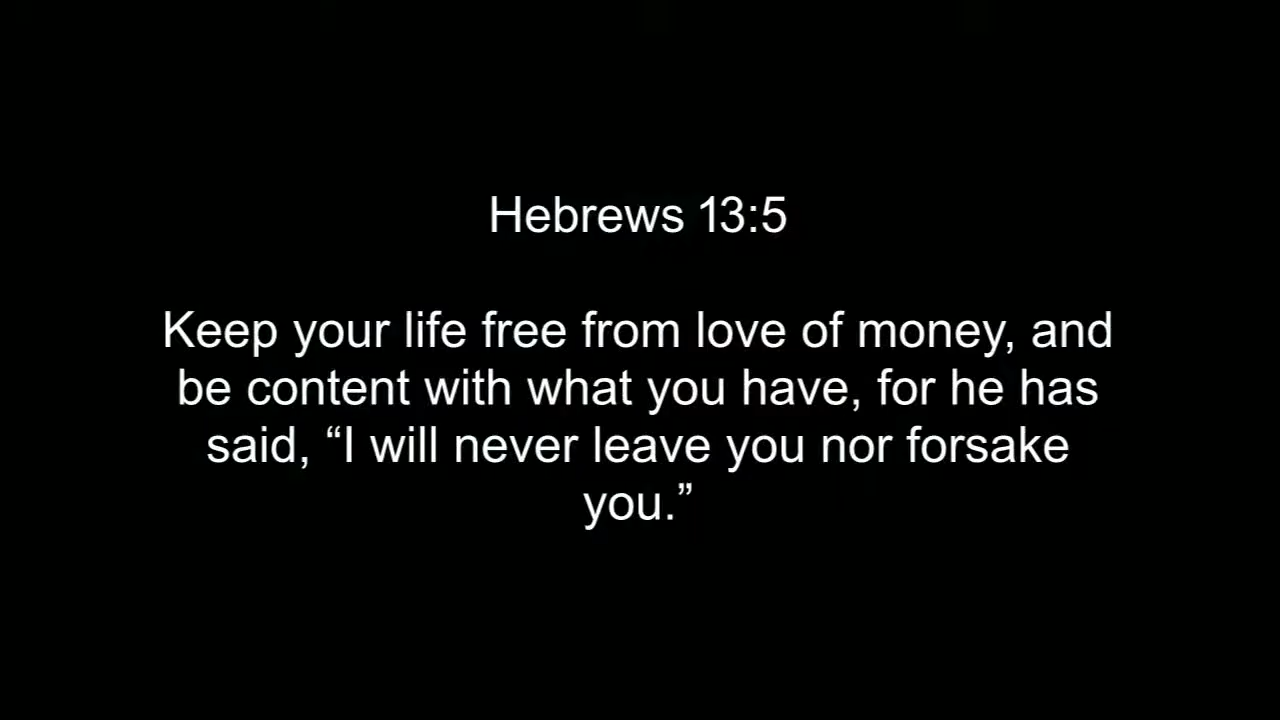 Hebrews 13:5
Keep your life free from love of money, and
be content with what you have, for he has
said, “I will never leave you nor forsake
you.”